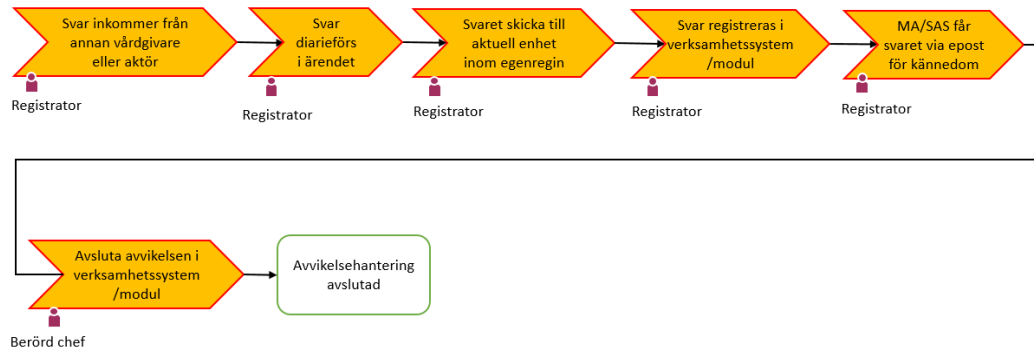 Svar inkommer från
annan vårdgivare
eller aktör
Registrator
Svar
diarieförs
i ärendet
Registrator
Svaret skicka till
aktuell enhet
inom egenregin
Registrator
Svar registreras i
verksamhetssystem
/modul
Registrator
MA/SAS får
svaret via epost
för kännedom
Registrator
Avsluta avvikelsen i
verksamhetssystem
/modul
Berörd chef
Avvikelsehantering
avslutad